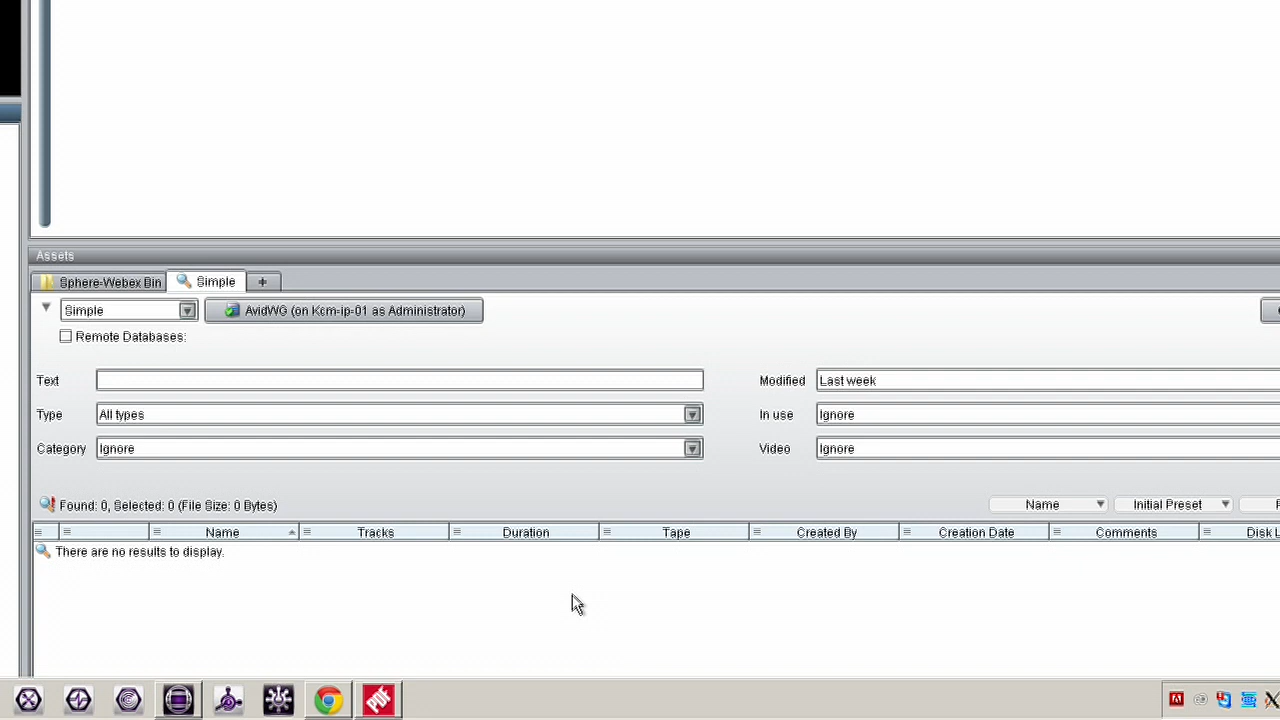 Assets
Sphere-Webex Bin Simple +
Simple AvidWG (on Kcm-ip-01 as Administrator)
Remote Databases:
Text Modified Last week
Type All types In use Ignore
Category Ignore Video Ignore
Found: 0, Selected: 0 (File Size: 0 Bytes) Name Initial Preset
Name Tracks Duration Tape Created By Creation Date Comments Disk
There are no results to display.
PDF